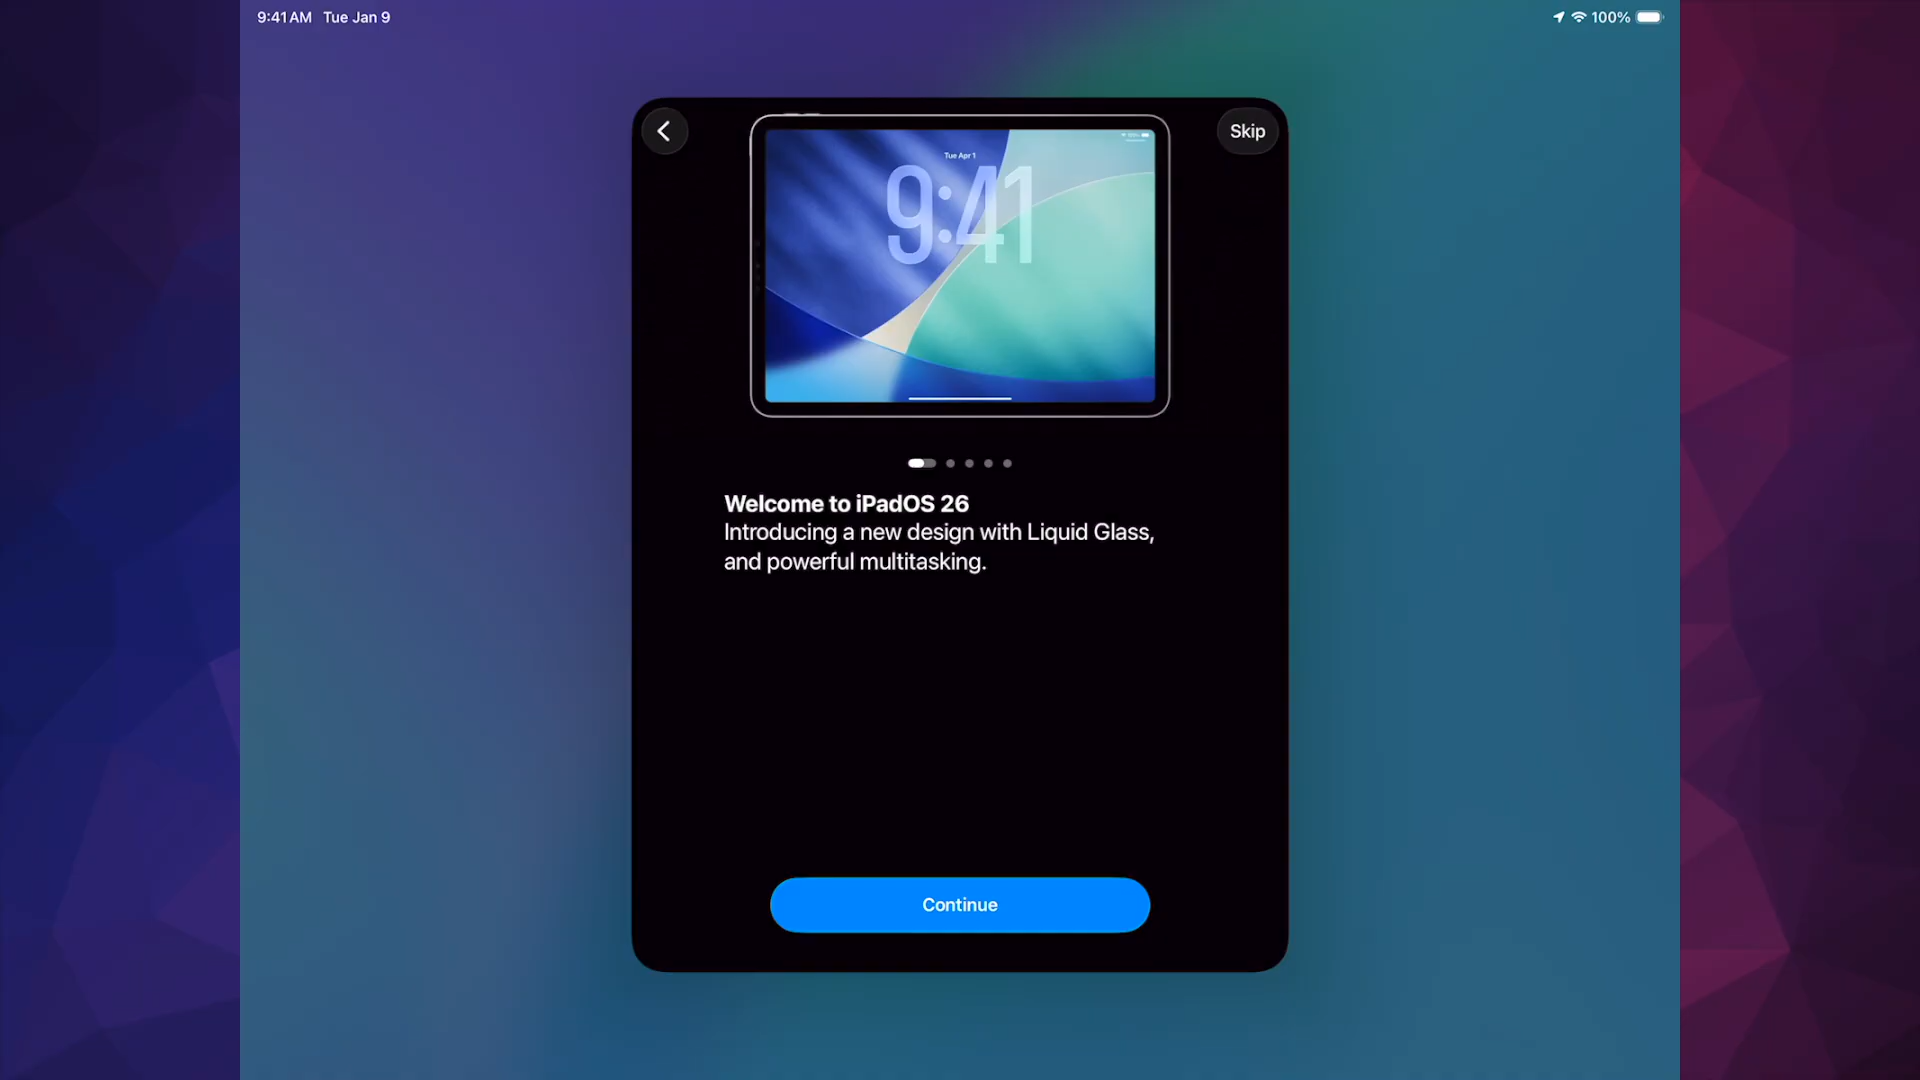 9:41 AM Tue Jan 9
100%
Skip
Tue Apr 1
9:41
Welcome to iPadOS 26
Introducing a new design with Liquid Glass,
and powerful multitasking.
Continue